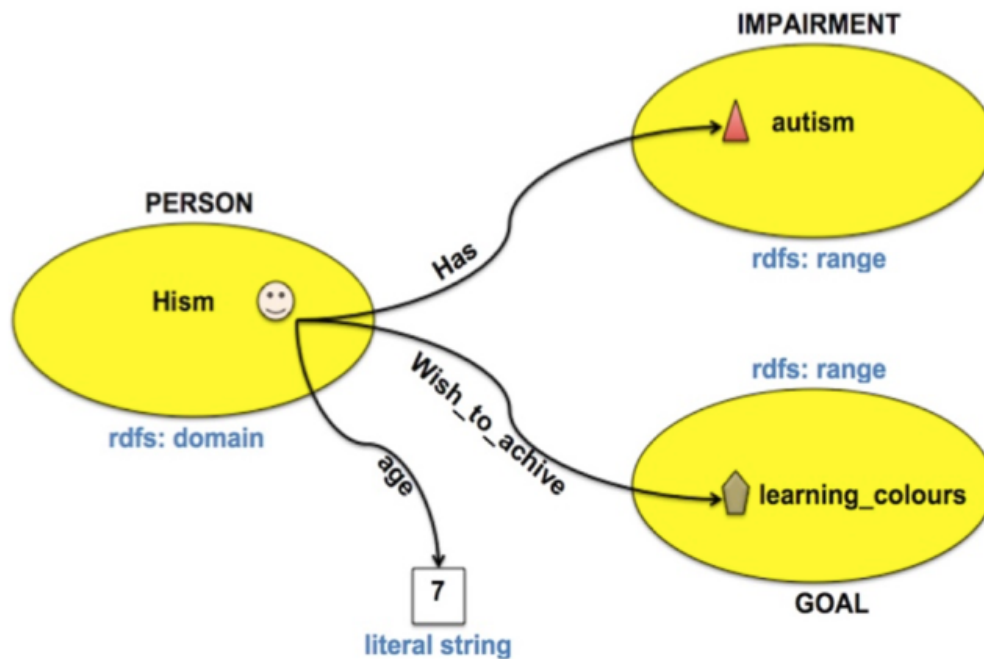 IMPAIRMENT
autism
rdfs: range
PERSON
Hism
rdfs: domain
Has
Wish_to_achive
age
7
literal string
rdfs: range
learning_colours
GOAL